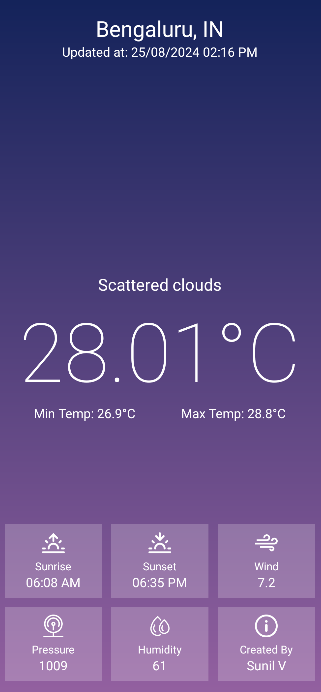 Bengaluru, IN
Updated at: 25/08/2024 02:16 PM
Scattered clouds
28.01°C
Min Temp: 26.9°C Max Temp: 28.8°C
Sunrise Sunset Wind
06:08 AM 06:35 PM 7.2
Pressure Humidity Created By
1009 61 Sunil V